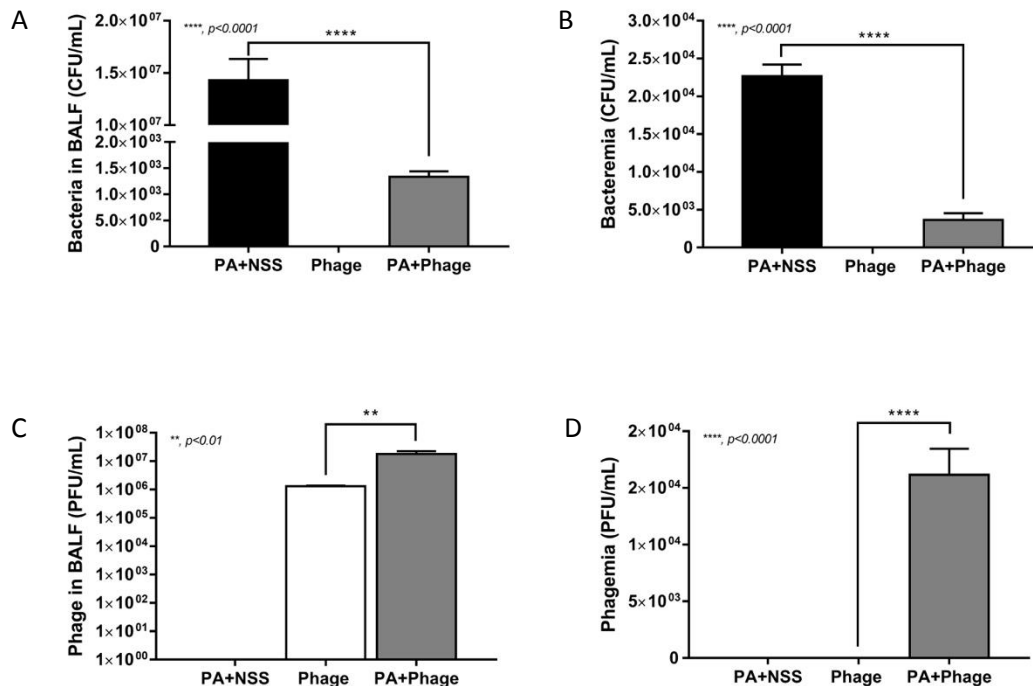 A
Bacteria in BALF (CFU/mL)
****, p<0.0001
****
2.0×10⁰⁷
1.5×10⁰⁷
1.0×10⁰⁷
2.0×10⁰³
1.5×10⁰³
1.0×10⁰³
5.0×10⁰²
0
PA+NSS Phage PA+Phage
B
Bacteremia (CFU/mL)
****, p<0.0001
****
3.0×10⁰⁴
2.5×10⁰⁴
2.0×10⁰⁴
1.5×10⁰⁴
1.0×10⁰⁴
5.0×10⁰³
0
PA+NSS Phage PA+Phage
C
Phage in BALF (PFU/mL)
**, p<0.01
**
1×10⁰⁸
1×10⁰⁷
1×10⁰⁶
1×10⁰⁵
1×10⁰⁴
1×10⁰³
1×10⁰²
1×10⁰¹
1×10⁰⁰
PA+NSS Phage PA+Phage
D
Phagemia (PFU/mL)
****, p<0.0001
****
2×10⁰⁴
2×10⁰⁴
1×10⁰⁴
5×10⁰³
0
PA+NSS Phage PA+Phage